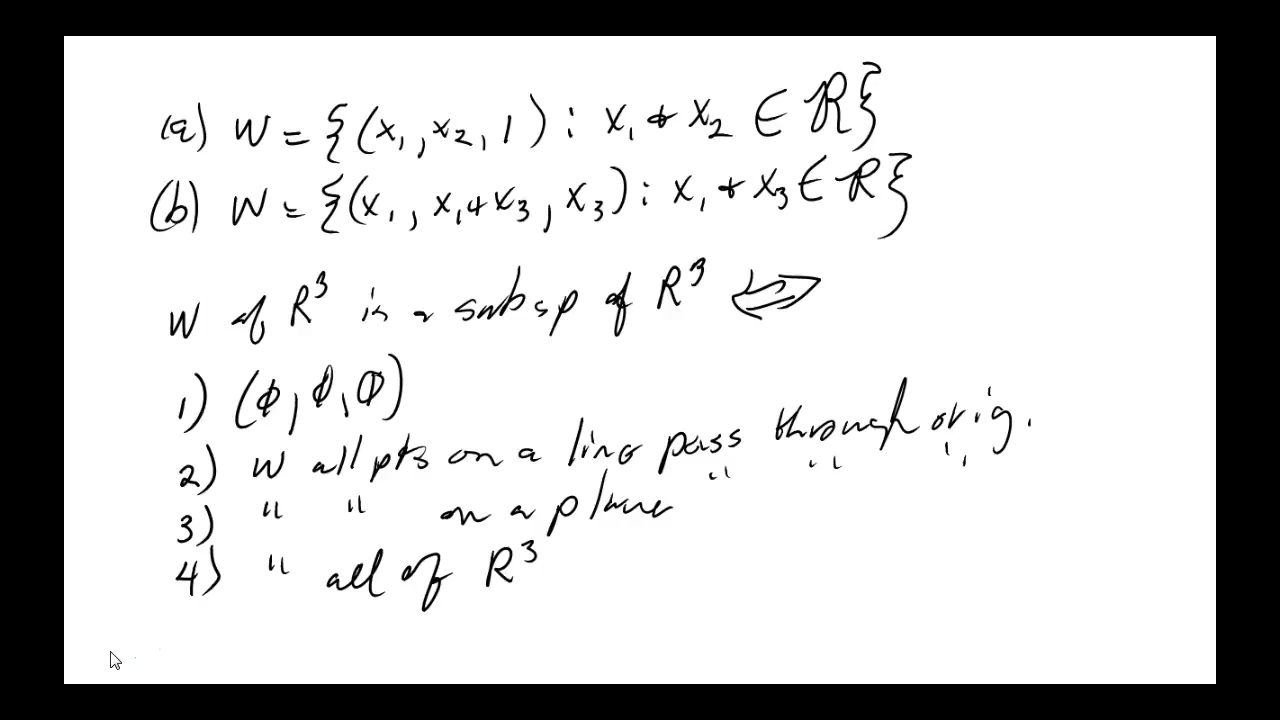 (a) W = {(x₁, x₂, 1) : x₁ + x₂ ∈ R}
(b) W = {(x₁, x₁+x₃, x₃) : x₁ + x₃ ∈ R}
W of R³ is a subsp of R³ ⟺
1) (0, 0, 0)
2) W all pts on a line pass through orig.
3) " " on a plane " " "
4) " all of R³